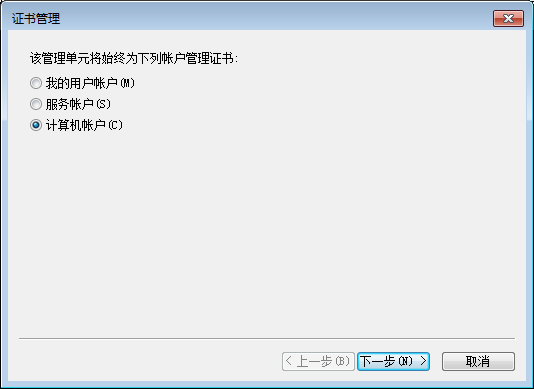 证书管理
该管理单元将始终为下列帐户管理证书:
我的用户帐户(M)
服务帐户(S)
计算机帐户(C)
< 上一步(B) 下一步(N) > 取消